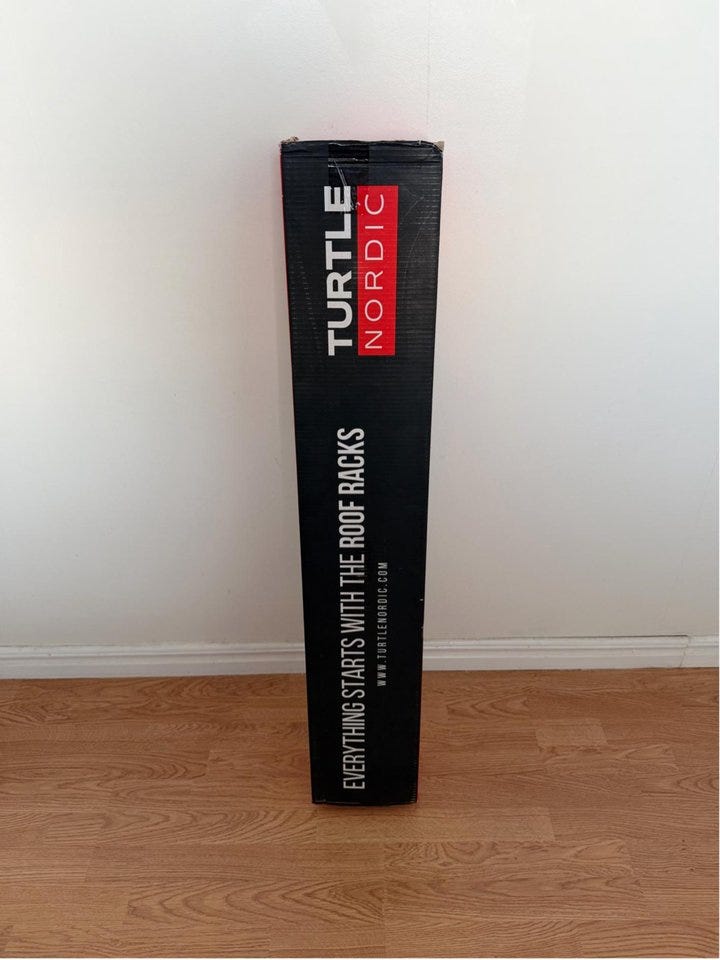 TURTLE
NORDIC
EVERYTHING STARTS WITH THE ROOF RACKS
WWW.TURTLENORDIC.COM